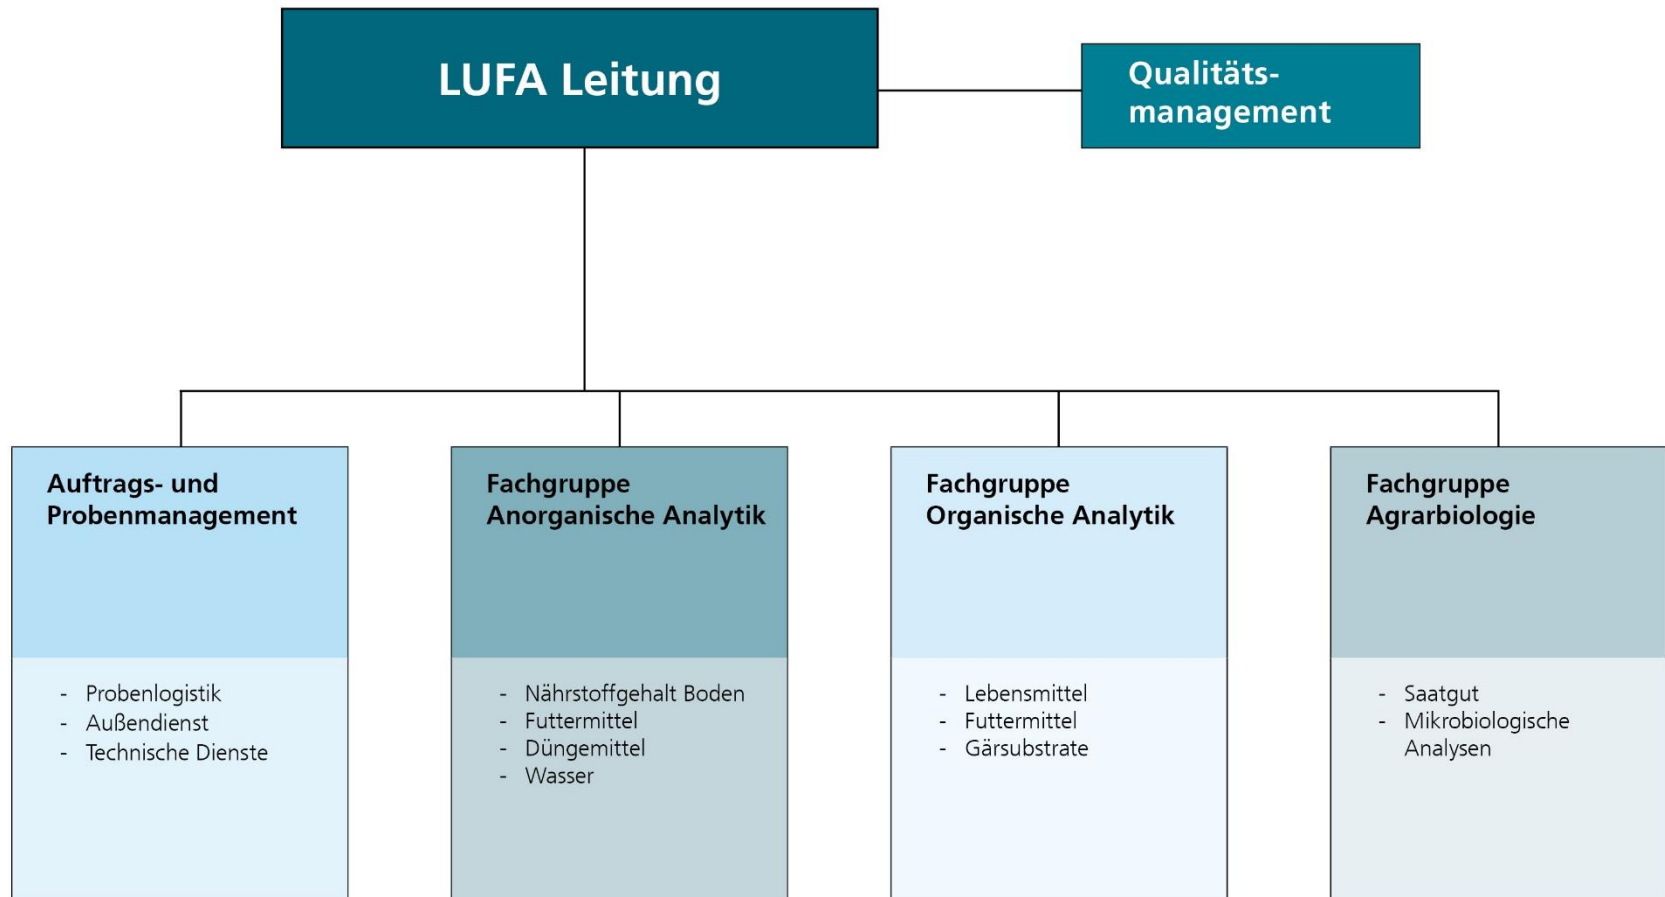 LUFA Leitung
Qualitäts-
management
Auftrags- und
Probenmanagement
- Probenlogistik
- Außendienst
- Technische Dienste
Fachgruppe
Anorganische Analytik
- Nährstoffgehalt Boden
- Futtermittel
- Düngemittel
- Wasser
Fachgruppe
Organische Analytik
- Lebensmittel
- Futtermittel
- Gärsubstrate
Fachgruppe
Agrarbiologie
- Saatgut
- Mikrobiologische
Analysen